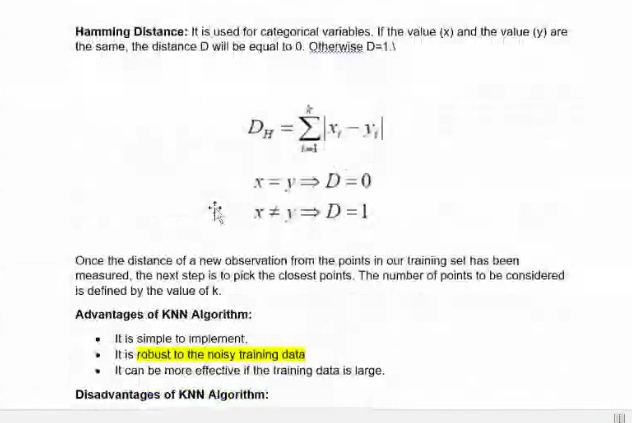 Hamming Distance: It is used for categorical variables. If the value (x) and the value (y) are
the same, the distance D will be equal to 0. Otherwise D=1.\
D_H = \sum_{i=1}^{k} |x_i - y_i|
x = y ⇒ D = 0
x ≠ y ⇒ D = 1
Once the distance of a new observation from the points in our training set has been
measured, the next step is to pick the closest points. The number of points to be considered
is defined by the value of k.
Advantages of KNN Algorithm:
• It is simple to implement.
• It is robust to the noisy training data
• It can be more effective if the training data is large.
Disadvantages of KNN Algorithm: